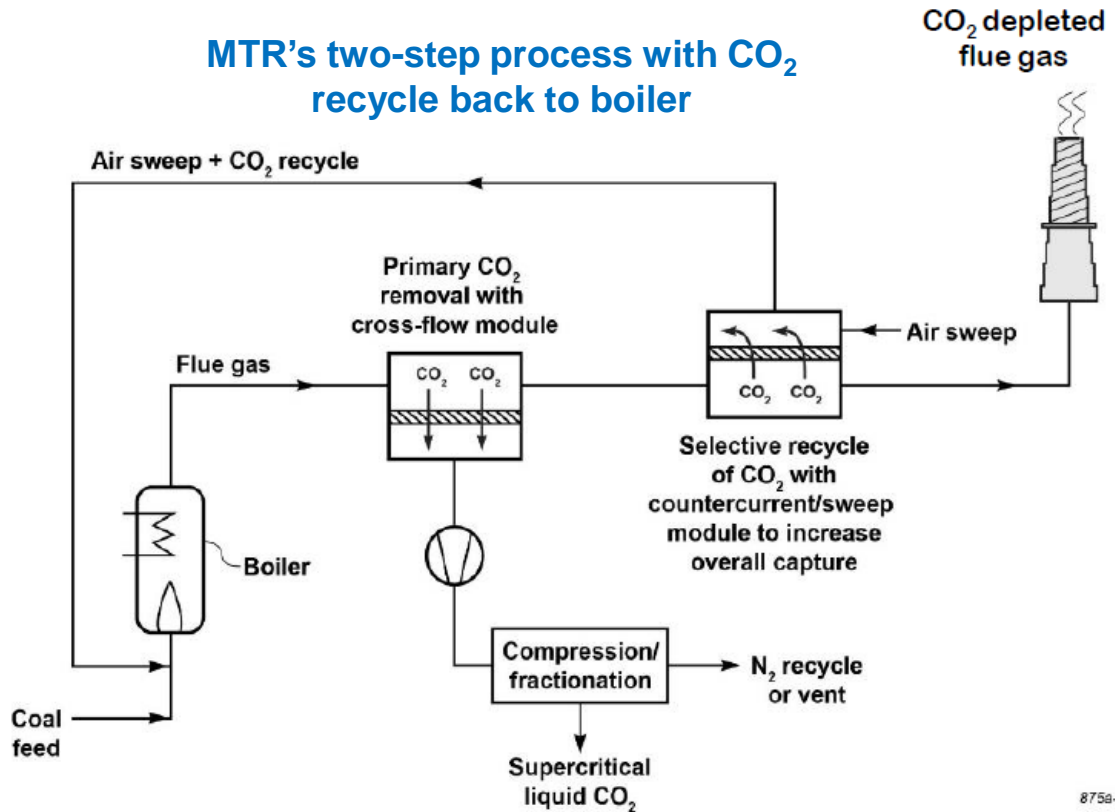 CO₂ depleted
flue gas
MTR's two-step process with CO₂
recycle back to boiler
Air sweep + CO₂ recycle
Primary CO₂
removal with
cross-flow module
Flue gas
CO₂ CO₂
Air sweep
CO₂ CO₂
Selective recycle
of CO₂ with
countercurrent/sweep
module to increase
overall capture
Boiler
Compression/
fractionation
N₂ recycle
or vent
Coal
feed
Supercritical
liquid CO₂